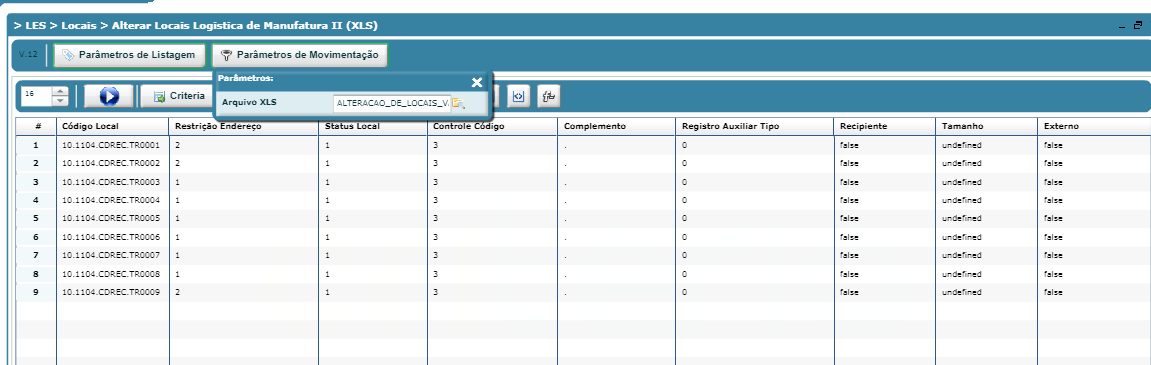 > LES > Locais > Alterar Locais Logistica de Manufatura II (XLS)
V.12 Parâmetros de Listagem Parâmetros de Movimentação
Parâmetros:
16 Criteria Arquivo XLS ALTERACAO_DE_LOCAIS_V.
# Código Local Restrição Endereço Status Local Controle Código Complemento Registro Auxiliar Tipo Recipiente Tamanho Externo
1 10.1104.CDREC.TR0001 2 1 3 . 0 false undefined false
2 10.1104.CDREC.TR0002 2 1 3 . 0 false undefined false
3 10.1104.CDREC.TR0003 1 1 3 . 0 false undefined false
4 10.1104.CDREC.TR0004 1 1 3 . 0 false undefined false
5 10.1104.CDREC.TR0005 1 1 3 . 0 false undefined false
6 10.1104.CDREC.TR0006 1 1 3 . 0 false undefined false
7 10.1104.CDREC.TR0007 1 1 3 . 0 false undefined false
8 10.1104.CDREC.TR0008 1 1 3 . 0 false undefined false
9 10.1104.CDREC.TR0009 2 1 3 . 0 false undefined false